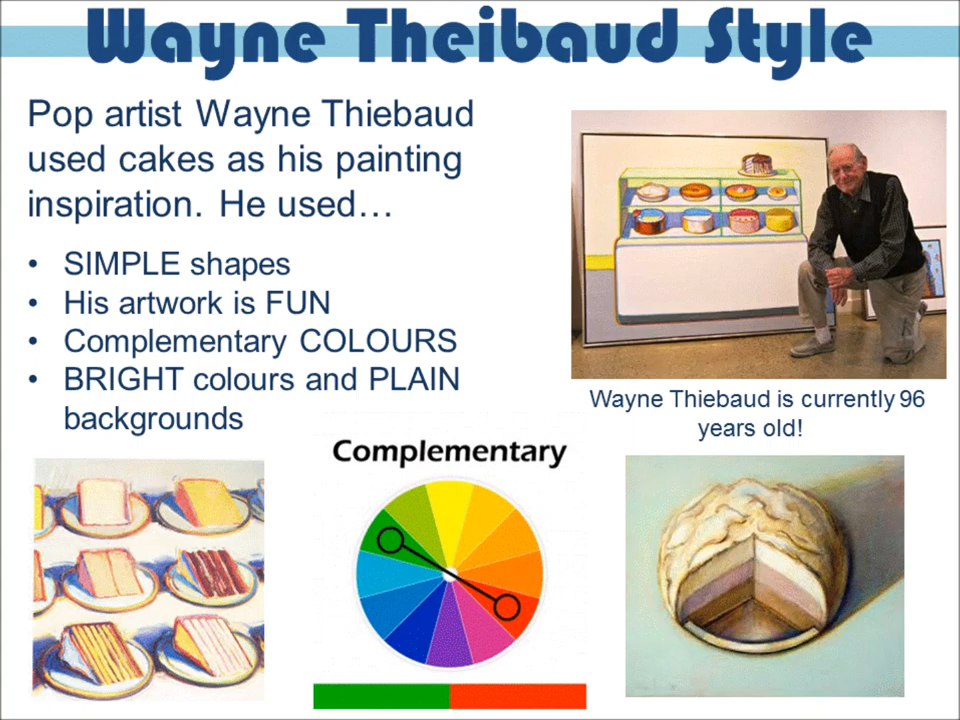 Wayne Theibaud Style
Pop artist Wayne Thiebaud
used cakes as his painting
inspiration. He used…
• SIMPLE shapes
• His artwork is FUN
• Complementary COLOURS
• BRIGHT colours and PLAIN
backgrounds
Wayne Thiebaud is currently 96
years old!
Complementary